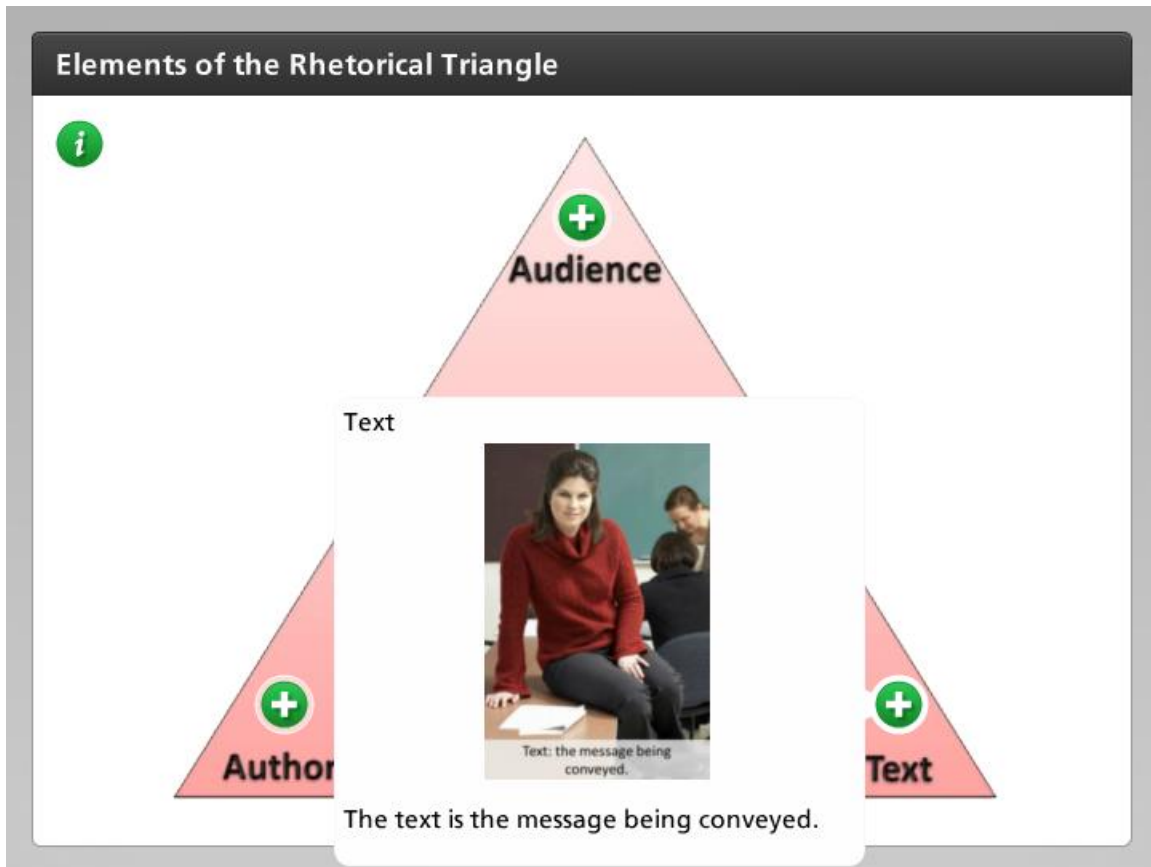 Elements of the Rhetorical Triangle
i
Audience
Text
Text: the message being
conveyed.
Author
Text
The text is the message being conveyed.